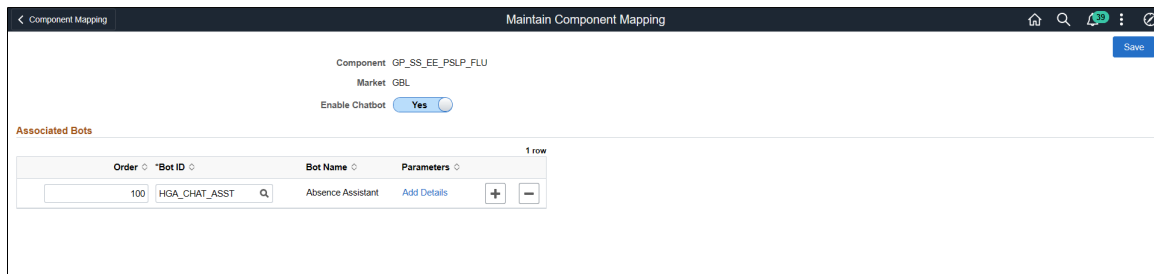 Component Mapping
Maintain Component Mapping
39
Save
Component GP_SS_EE_PSLP_FLU
Market GBL
Enable Chatbot Yes
Associated Bots
1 row
Order *Bot ID Bot Name Parameters
100 HGA_CHAT_ASST Absence Assistant Add Details